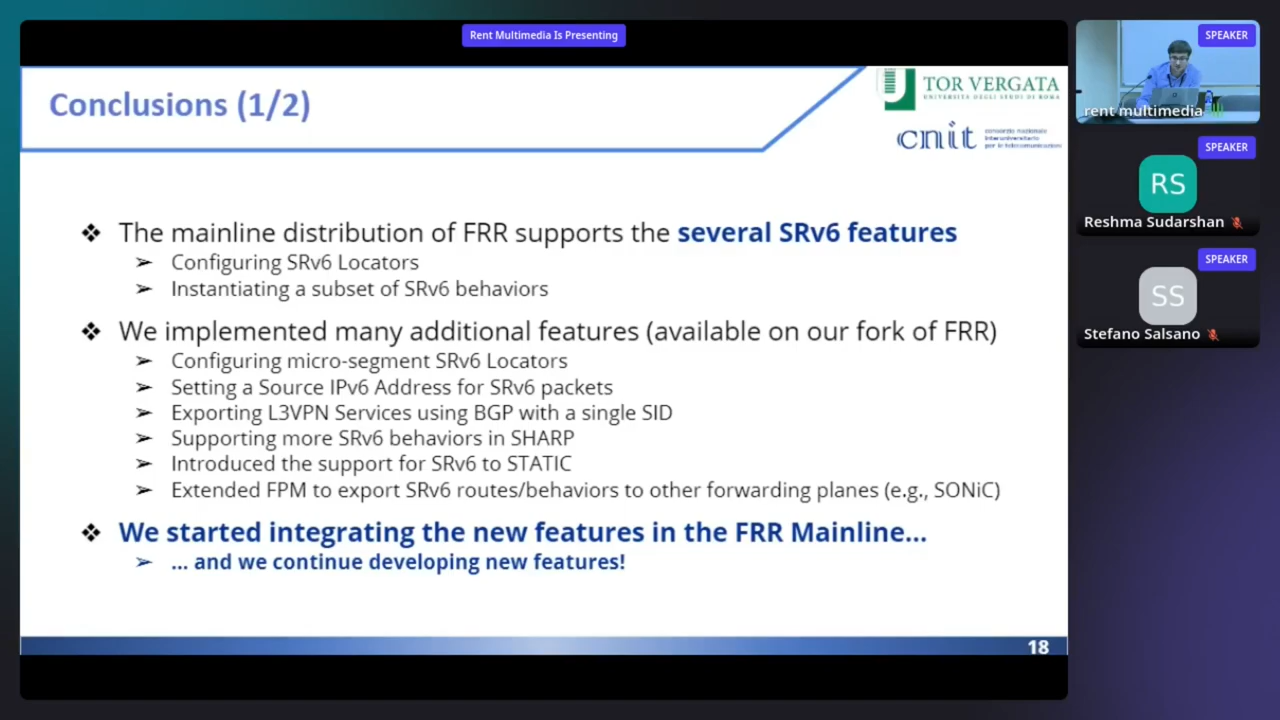 Rent Multimedia Is Presenting
Conclusions (1/2)
TOR VERGATA
UNIVERSITÀ DEGLI STUDI DI ROMA
cnit
consorzio nazionale
interuniversitario
per le telecomunicazioni
❖ The mainline distribution of FRR supports the several SRv6 features
➢ Configuring SRv6 Locators
➢ Instantiating a subset of SRv6 behaviors
❖ We implemented many additional features (available on our fork of FRR)
➢ Configuring micro-segment SRv6 Locators
➢ Setting a Source IPv6 Address for SRv6 packets
➢ Exporting L3VPN Services using BGP with a single SID
➢ Supporting more SRv6 behaviors in SHARP
➢ Introduced the support for SRv6 to STATIC
➢ Extended FPM to export SRv6 routes/behaviors to other forwarding planes (e.g., SONiC)
❖ We started integrating the new features in the FRR Mainline...
➢ ... and we continue developing new features!
18
SPEAKER
rent multimedia
SPEAKER
RS
Reshma Sudarshan
SPEAKER
SS
Stefano Salsano